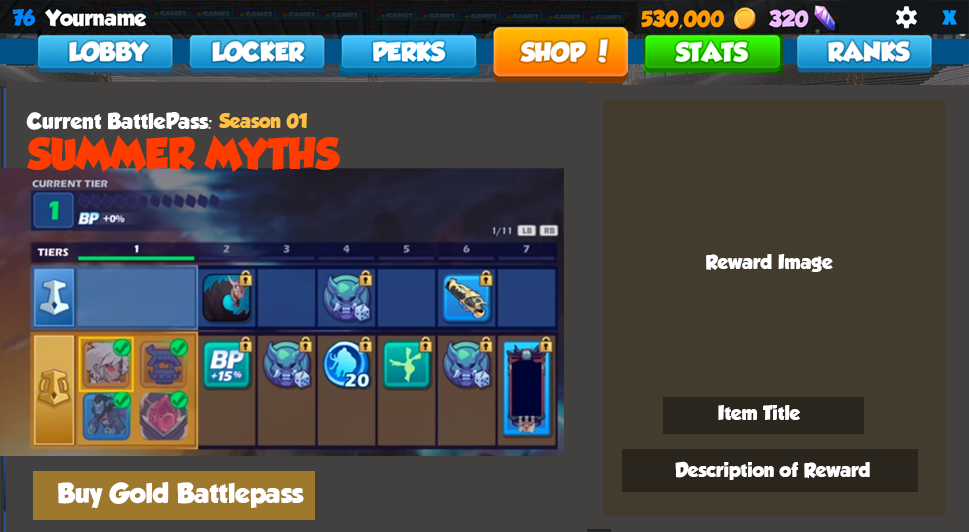 76 Yourname 530,000 320 X
LOBBY LOCKER PERKS SHOP ! STATS RANKS
Current BattlePass: Season 01
SUMMER MYTHS
CURRENT TIER
1
BP +0%
1/11 LB RB
TIERS 1 2 3 4 5 6 7
BP +15%
20
Buy Gold Battlepass
Reward Image
Item Title
Description of Reward